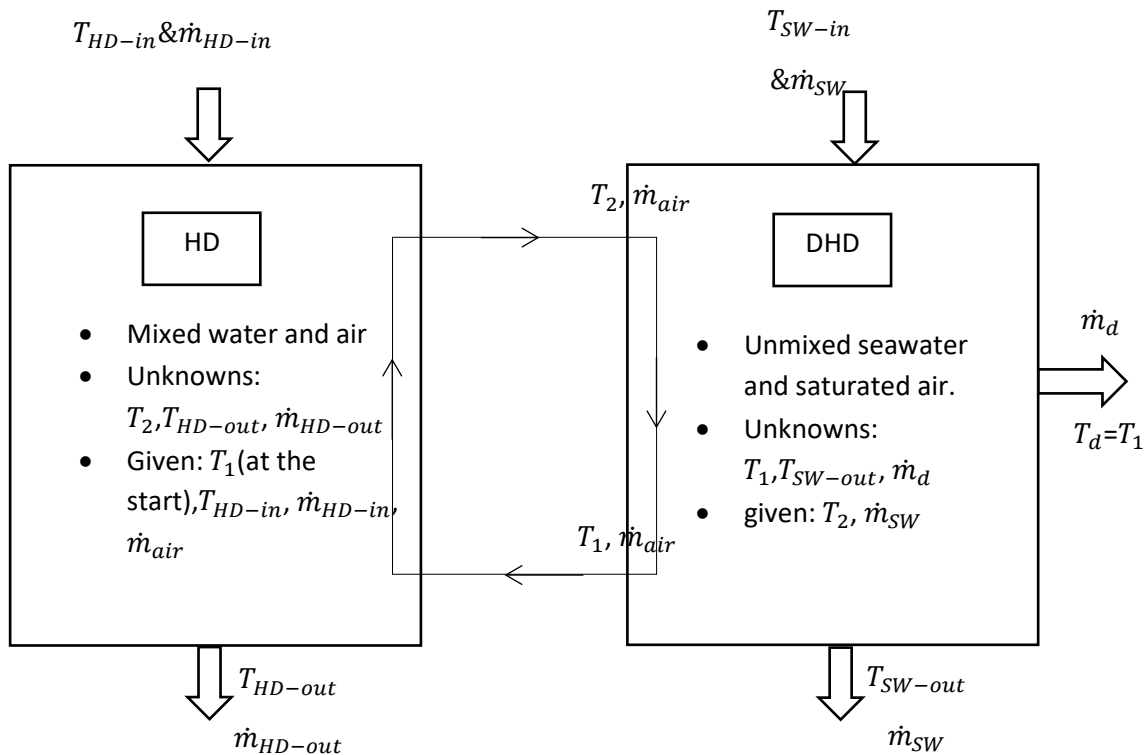 T_{HD-in}&ṁ_{HD-in}
T_{SW-in}
&ṁ_{SW}
HD
• Mixed water and air
• Unknowns:
T_2,T_{HD-out}, ṁ_{HD-out}
• Given: T_1(at the
start),T_{HD-in}, ṁ_{HD-in},
ṁ_{air}
T_2, ṁ_{air}
T_1, ṁ_{air}
DHD
• Unmixed seawater
and saturated air.
• Unknowns:
T_1,T_{SW-out}, ṁ_d
• given: T_2, ṁ_{SW}
ṁ_d
T_d=T_1
T_{HD-out}
ṁ_{HD-out}
T_{SW-out}
ṁ_{SW}